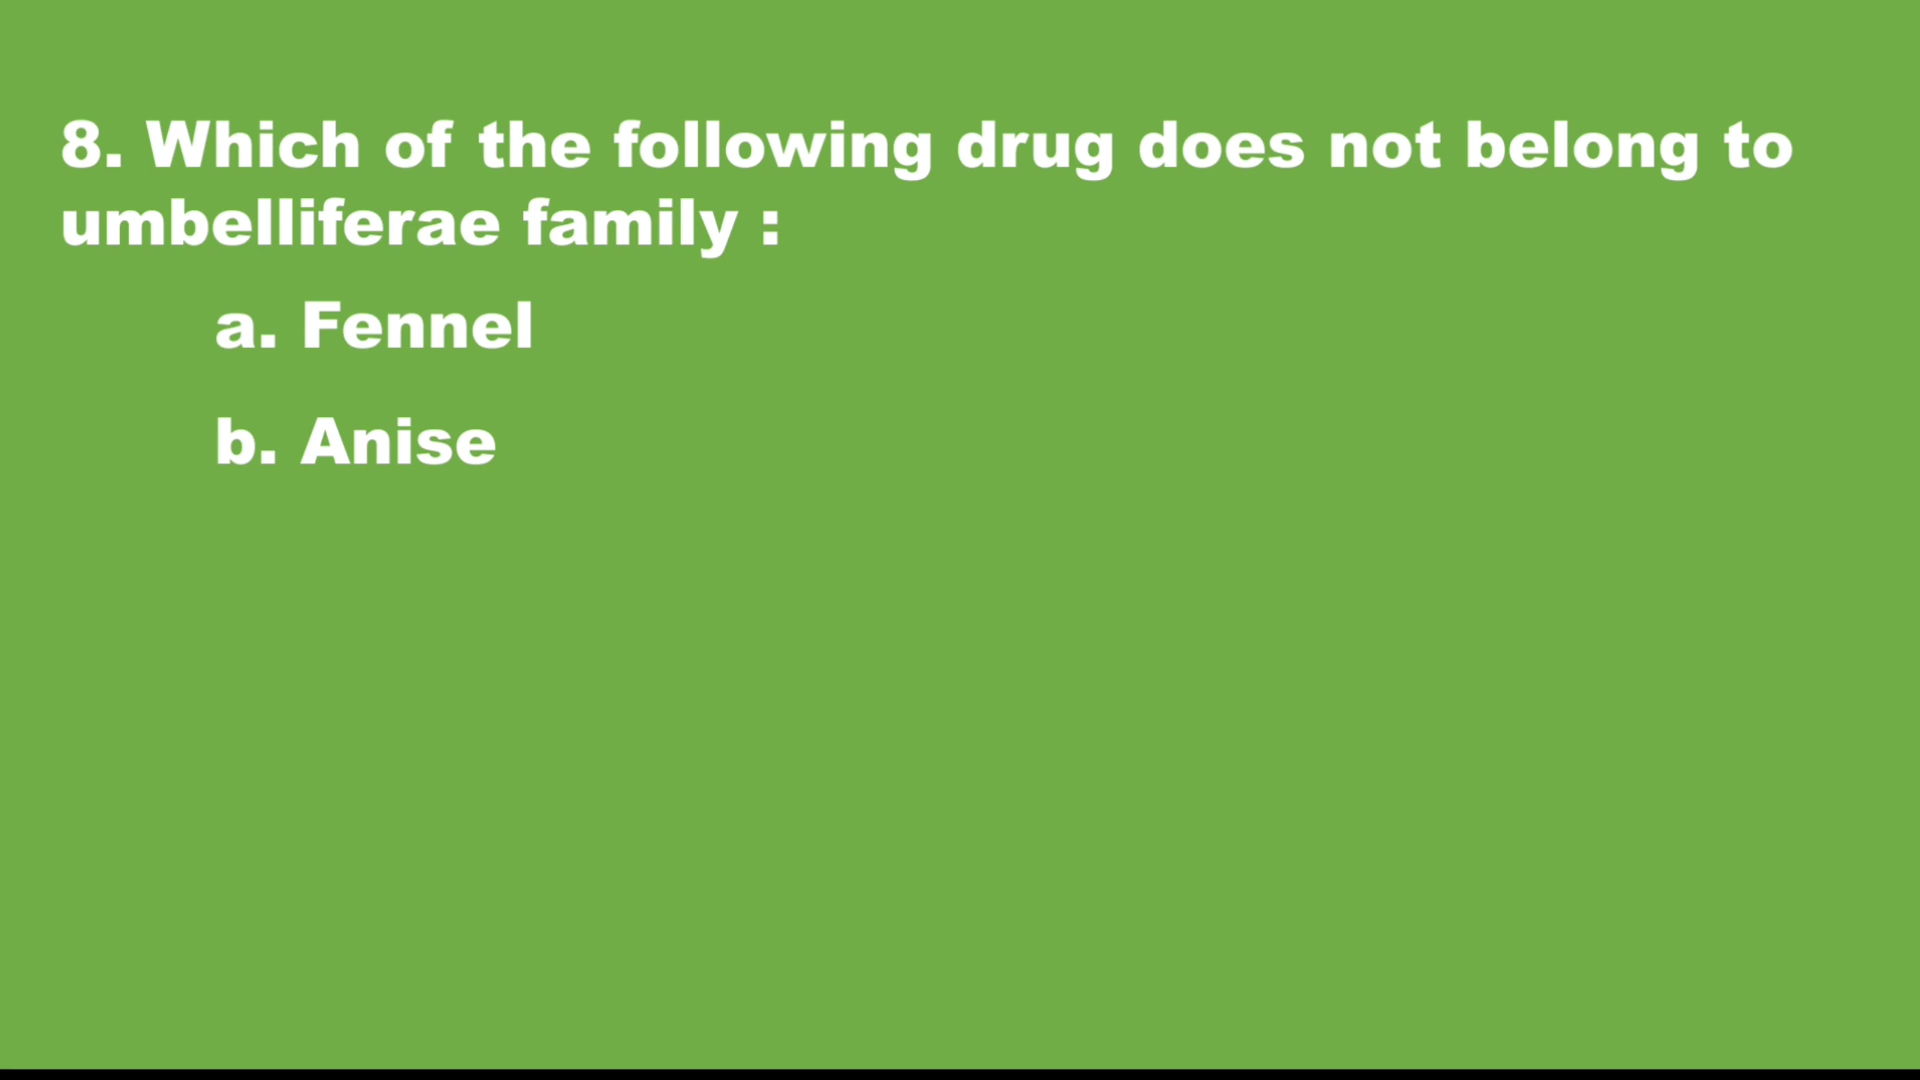 8. Which of the following drug does not belong to
umbelliferae family :
a. Fennel
b. Anise